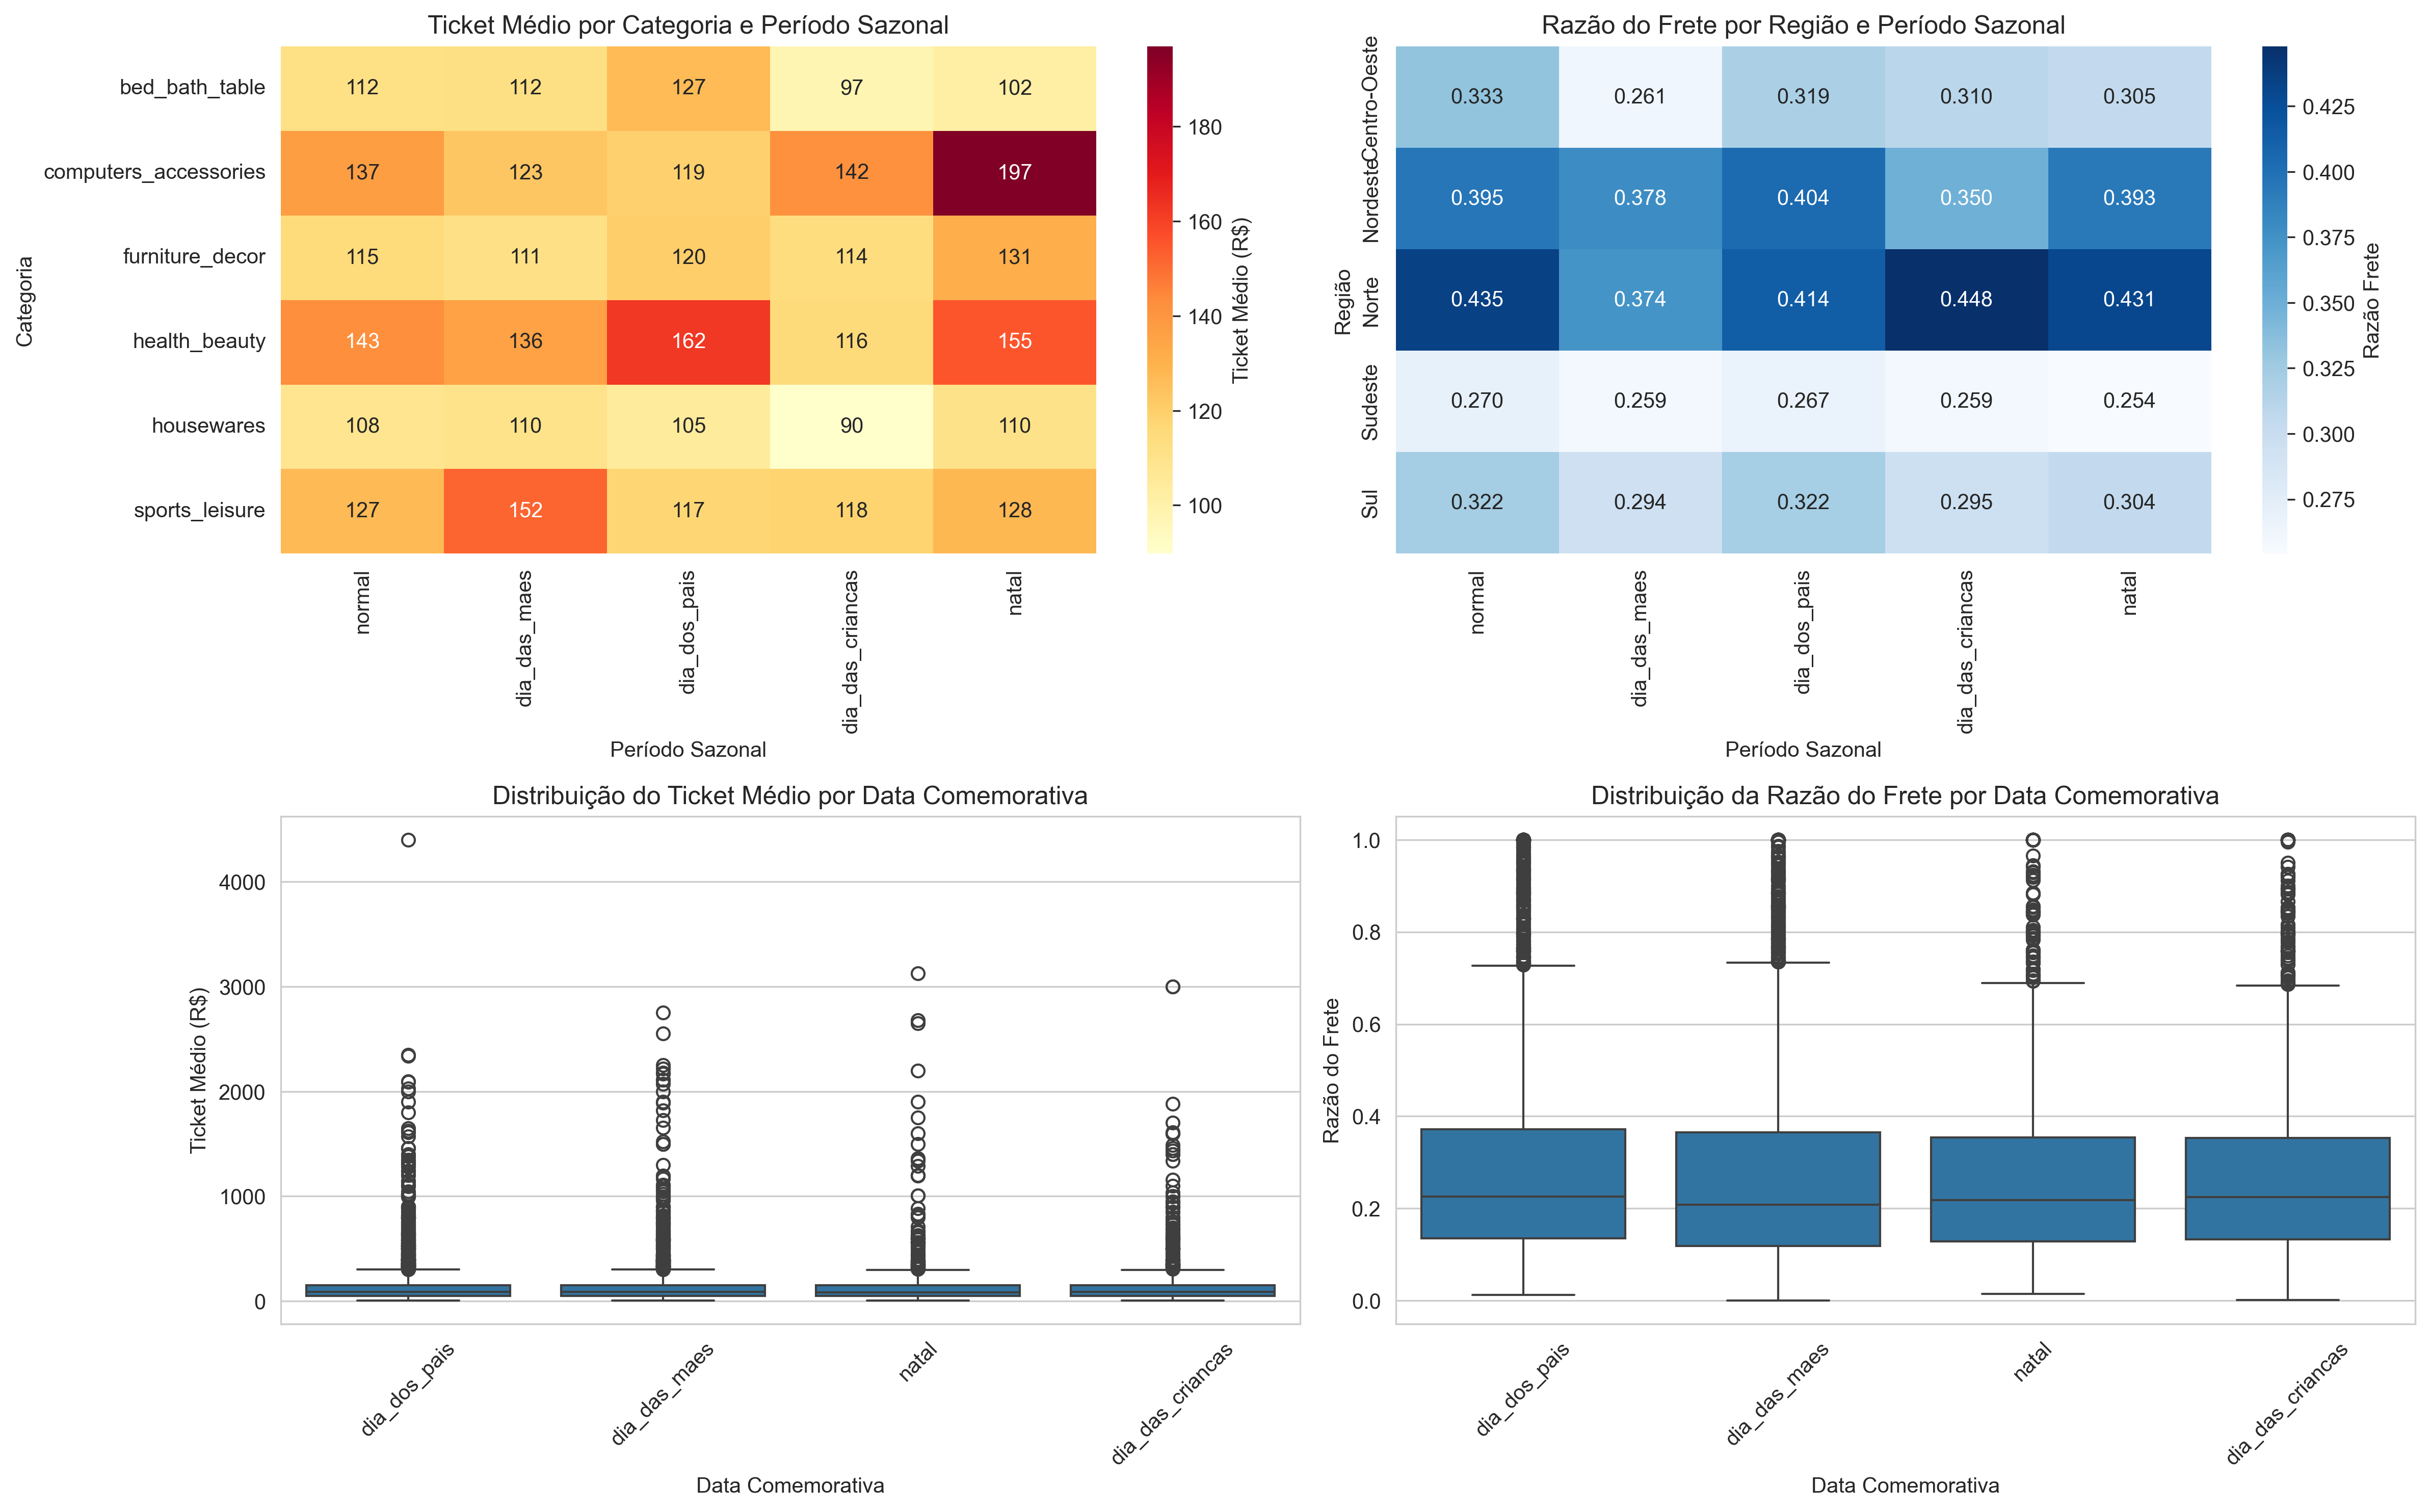 Ticket Médio por Categoria e Período Sazonal
Categoria
bed_bath_table 112 112 127 97 102
computers_accessories 137 123 119 142 197
furniture_decor 115 111 120 114 131
health_beauty 143 136 162 116 155
housewares 108 110 105 90 110
sports_leisure 127 152 117 118 128
normal dia_das_maes dia_dos_pais dia_das_criancas natal
Período Sazonal
180
160
140
120
100
Ticket Médio (R$)
Razão do Frete por Região e Período Sazonal
Região
Centro-Oeste 0.333 0.261 0.319 0.310 0.305
Nordeste 0.395 0.378 0.404 0.350 0.393
Norte 0.435 0.374 0.414 0.448 0.431
Sudeste 0.270 0.259 0.267 0.259 0.254
Sul 0.322 0.294 0.322 0.295 0.304
normal dia_das_maes dia_dos_pais dia_das_criancas natal
Período Sazonal
0.425
0.400
0.375
0.350
0.325
0.300
0.275
Razão Frete
Distribuição do Ticket Médio por Data Comemorativa
Ticket Médio (R$)
4000
3000
2000
1000
0
dia_dos_pais dia_das_maes natal dia_das_criancas
Data Comemorativa
Distribuição da Razão do Frete por Data Comemorativa
Razão do Frete
1.0
0.8
0.6
0.4
0.2
0.0
dia_dos_pais dia_das_maes natal dia_das_criancas
Data Comemorativa